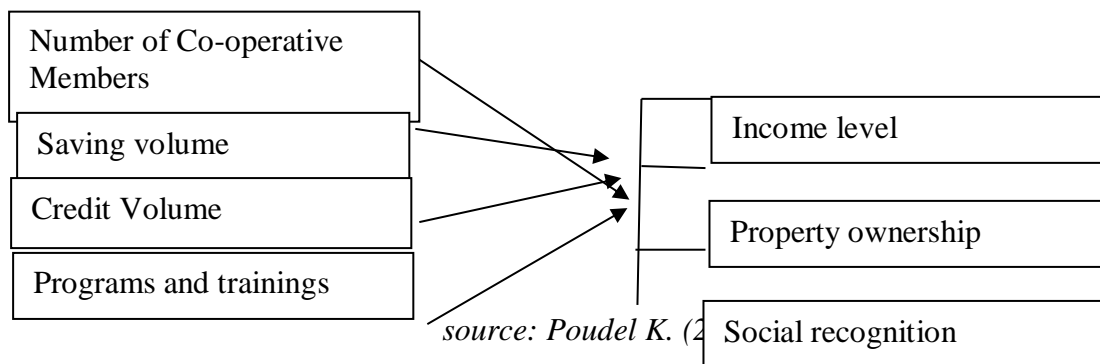 Number of Co-operative
Members
Saving volume
Credit Volume
Programs and trainings
Income level
Property ownership
Social recognition
source: Poudel K. (2